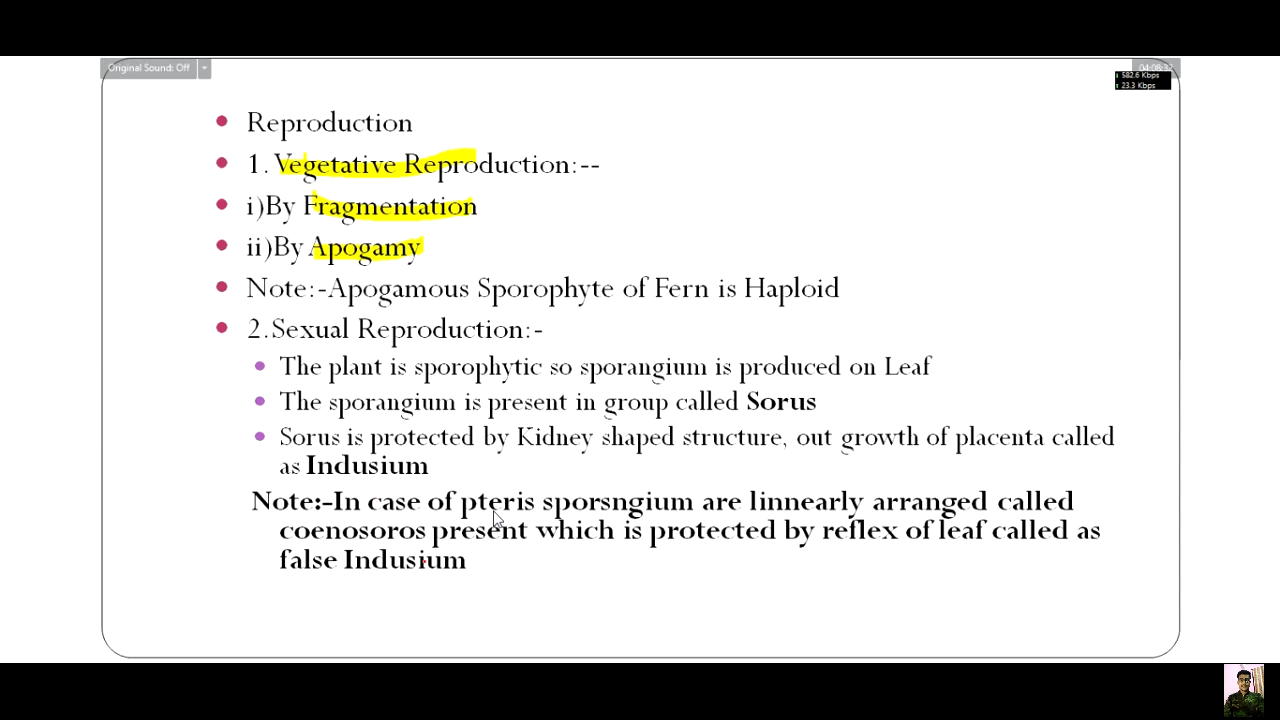 Original Sound: Off
04:08:32
582.6 Kbps
23.3 Kbps
Reproduction
1. Vegetative Reproduction:--
i)By Fragmentation
ii)By Apogamy
Note:-Apogamous Sporophyte of Fern is Haploid
2.Sexual Reproduction:-
The plant is sporophytic so sporangium is produced on Leaf
The sporangium is present in group called Sorus
Sorus is protected by Kidney shaped structure, out growth of placenta called
as Indusium
Note:-In case of pteris sporsngium are linnearly arranged called
coenosoros present which is protected by reflex of leaf called as
false Indusium